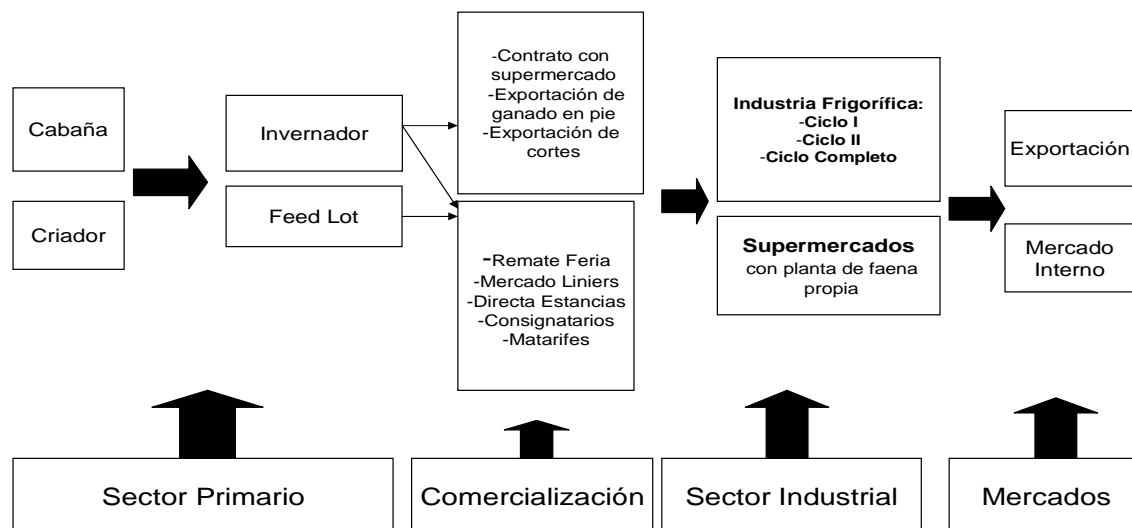 Cabaña
Criador
Invernador
Feed Lot
-Contrato con
supermercado
-Exportación de
ganado en pie
-Exportación de
cortes
-Remate Feria
-Mercado Liniers
-Directa Estancias
-Consignatarios
-Matarifes
Industria Frigorífica:
-Ciclo I
-Ciclo II
-Ciclo Completo
Supermercados
con planta de faena
propia
Exportación
Mercado
Interno
Sector Primario
Comercialización
Sector Industrial
Mercados